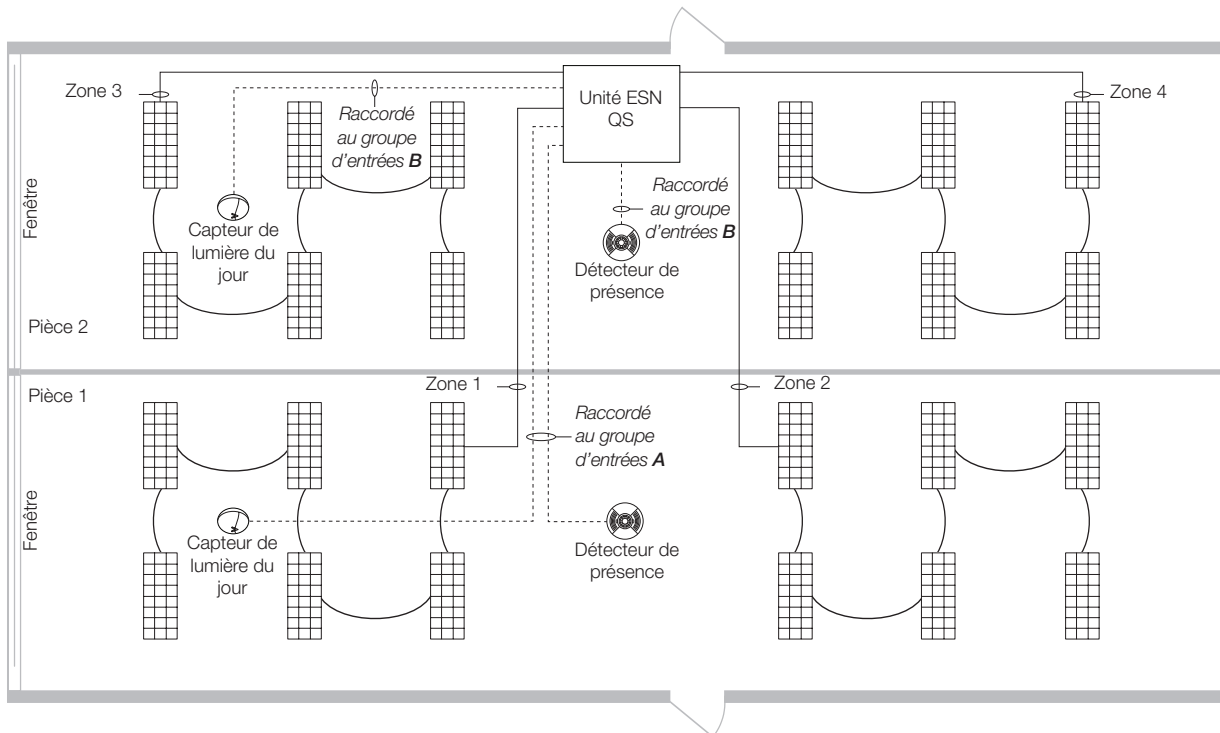 Zone 3
Raccordé
au groupe
d'entrées B
Unité ESN
QS
Zone 4
Fenêtre
Capteur de
lumière du
jour
Raccordé
au groupe
d'entrées B
Détecteur de
présence
Pièce 2
Pièce 1
Zone 1
Zone 2
Raccordé
au groupe
d'entrées A
Fenêtre
Capteur de
lumière du
jour
Détecteur de
présence